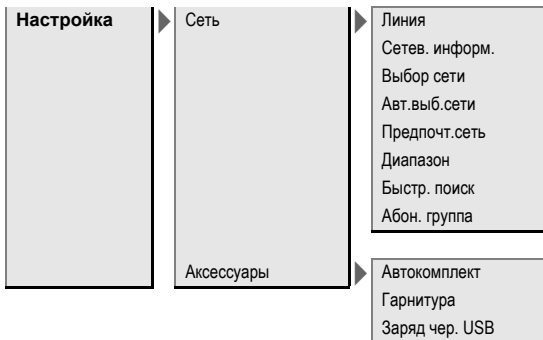 Настройка
Сеть
Линия
Сетев. информ.
Выбор сети
Авт.выб.сети
Предпочт.сеть
Диапазон
Быстр. поиск
Абон. группа
Аксессуары
Автокомплект
Гарнитура
Заряд чер. USB